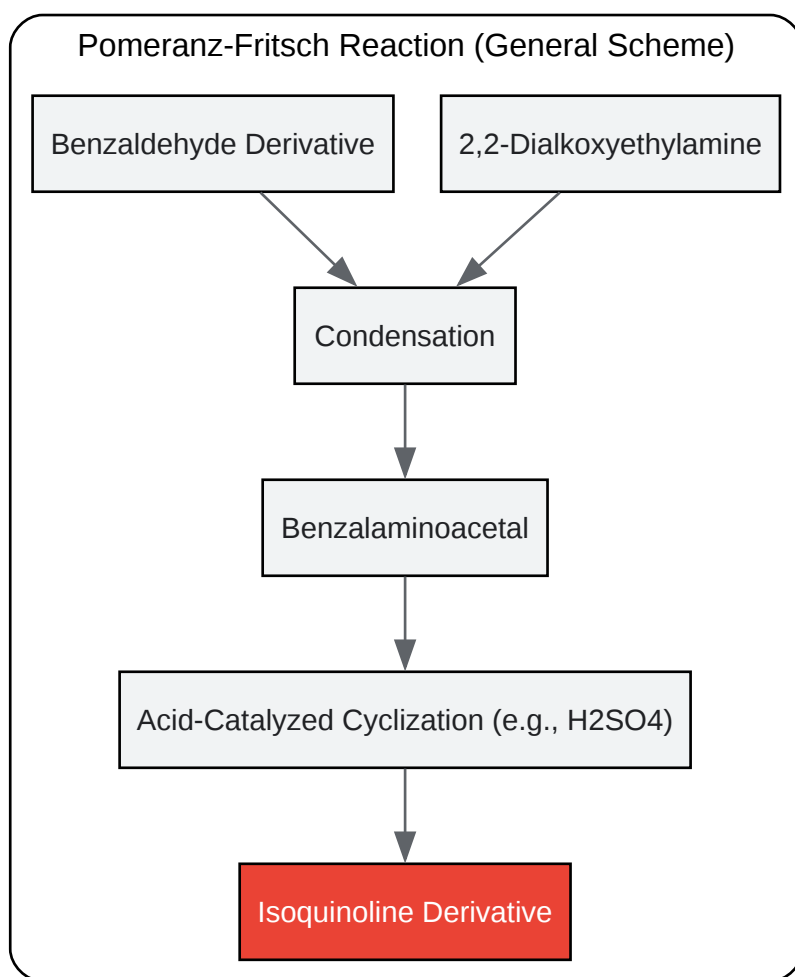 Pomeranz-Fritsch Reaction (General Scheme)
Benzaldehyde Derivative
2,2-Dialkoxyethylamine
Condensation
Benzalaminoacetal
Acid-Catalyzed Cyclization (e.g., H2SO4)
Isoquinoline Derivative